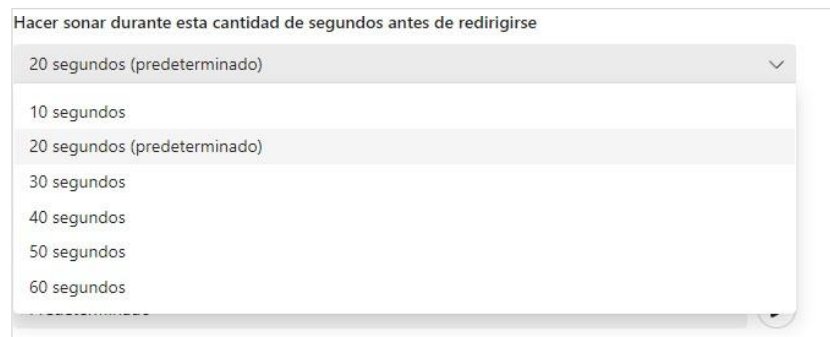 Hacer sonar durante esta cantidad de segundos antes de redirigirse
20 segundos (predeterminado)
10 segundos
20 segundos (predeterminado)
30 segundos
40 segundos
50 segundos
60 segundos